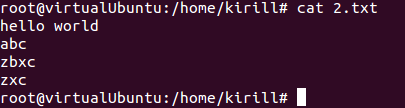 root@virtualUbuntu:/home/kirill# cat 2.txt
hello world
abc
zbxc
zxc
root@virtualUbuntu:/home/kirill#